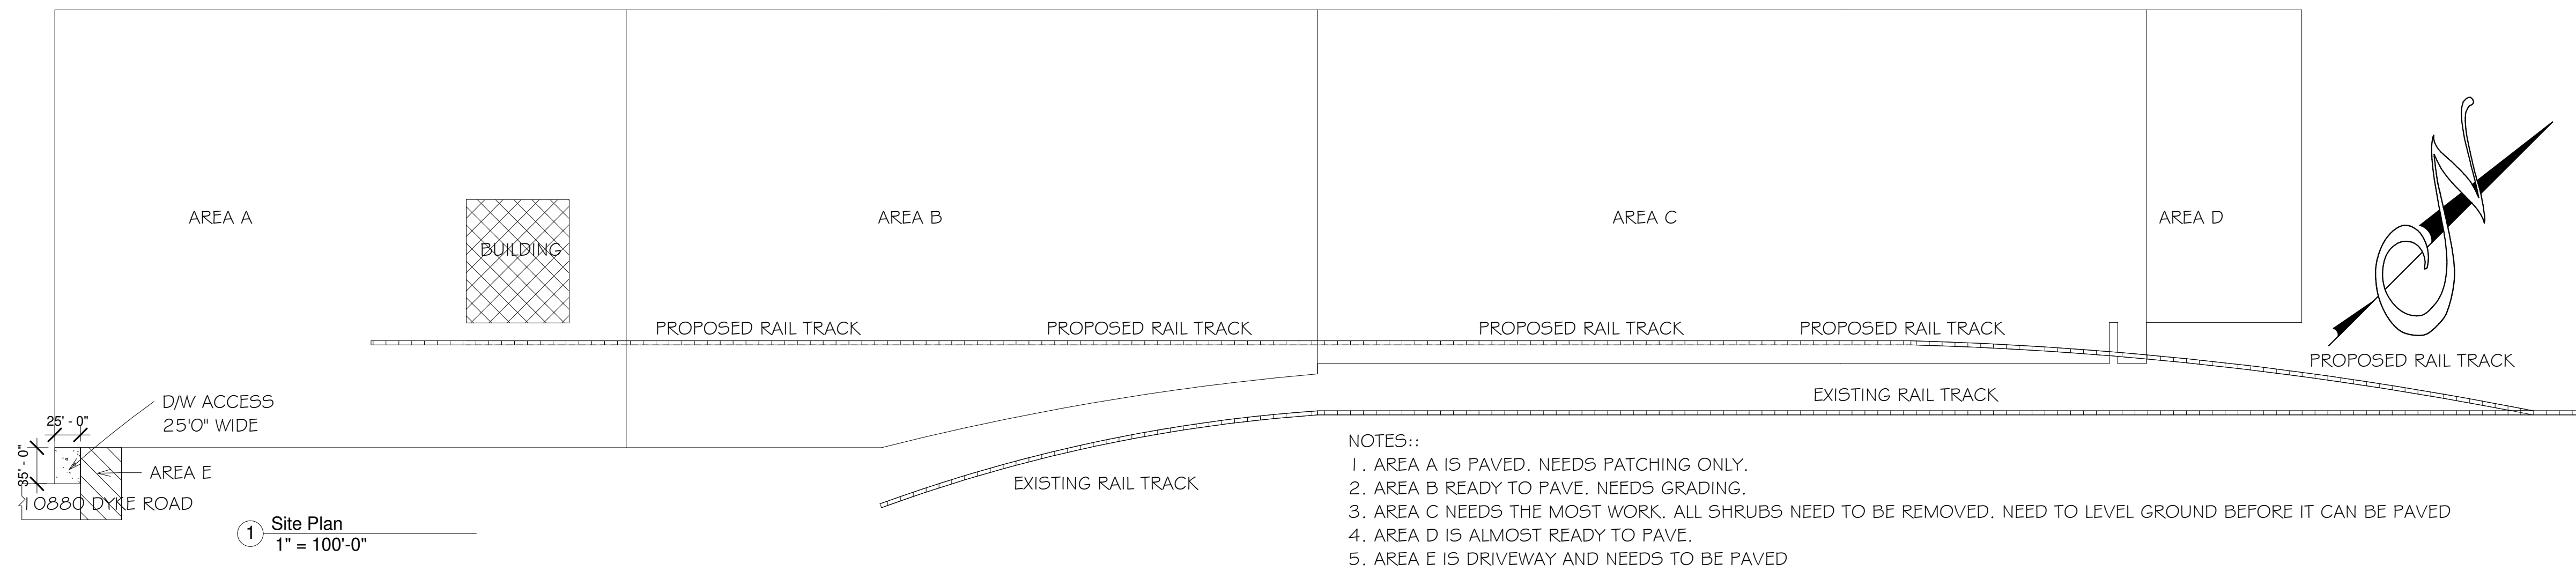 AREA A
BUILDING
AREA B
AREA C
AREA D
N
PROPOSED RAIL TRACK
PROPOSED RAIL TRACK
PROPOSED RAIL TRACK
PROPOSED RAIL TRACK
PROPOSED RAIL TRACK
EXISTING RAIL TRACK
EXISTING RAIL TRACK
D/W ACCESS
25'0" WIDE
25' - 0"
35' - 0"
AREA E
10880 DYKE ROAD
1
Site Plan
1" = 100'-0"
NOTES::
1. AREA A IS PAVED. NEEDS PATCHING ONLY.
2. AREA B READY TO PAVE. NEEDS GRADING.
3. AREA C NEEDS THE MOST WORK. ALL SHRUBS NEED TO BE REMOVED. NEED TO LEVEL GROUND BEFORE IT CAN BE PAVED
4. AREA D IS ALMOST READY TO PAVE.
5. AREA E IS DRIVEWAY AND NEEDS TO BE PAVED